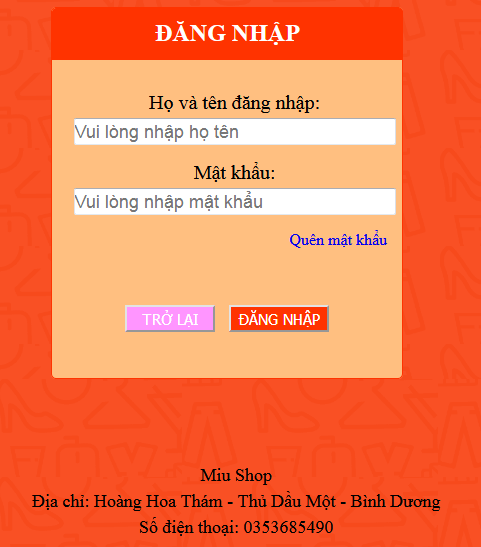 ĐĂNG NHẬP
Họ và tên đăng nhập:
Vui lòng nhập họ tên
Mật khẩu:
Vui lòng nhập mật khẩu
Quên mật khẩu
TRỞ LẠI ĐĂNG NHẬP
Miu Shop
Địa chỉ: Hoàng Hoa Thám - Thủ Dầu Một - Bình Dương
Số điện thoại: 0353685490